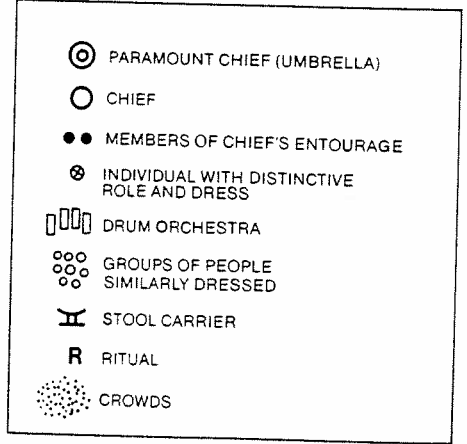 PARAMOUNT CHIEF (UMBRELLA)
CHIEF
MEMBERS OF CHIEF'S ENTOURAGE
INDIVIDUAL WITH DISTINCTIVE
ROLE AND DRESS
DRUM ORCHESTRA
GROUPS OF PEOPLE
SIMILARLY DRESSED
STOOL CARRIER
R RITUAL
CROWDS